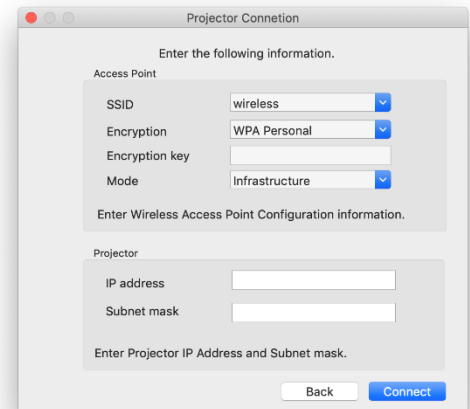 Projector Connetion
Enter the following information.
Access Point
SSID wireless
Encryption WPA Personal
Encryption key
Mode Infrastructure
Enter Wireless Access Point Configuration information.
Projector
IP address
Subnet mask
Enter Projector IP Address and Subnet mask.
Back Connect